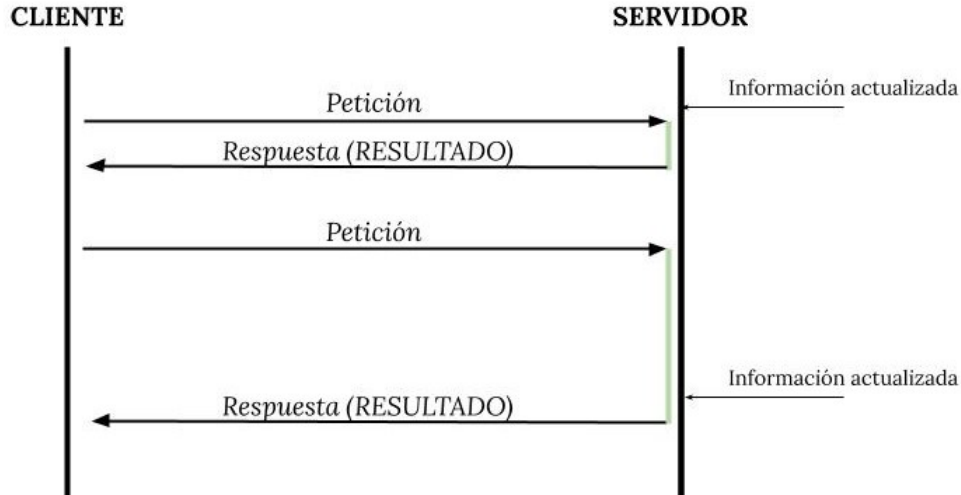 CLIENTE
SERVIDOR
Información actualizada
Petición
Respuesta (RESULTADO)
Petición
Información actualizada
Respuesta (RESULTADO)